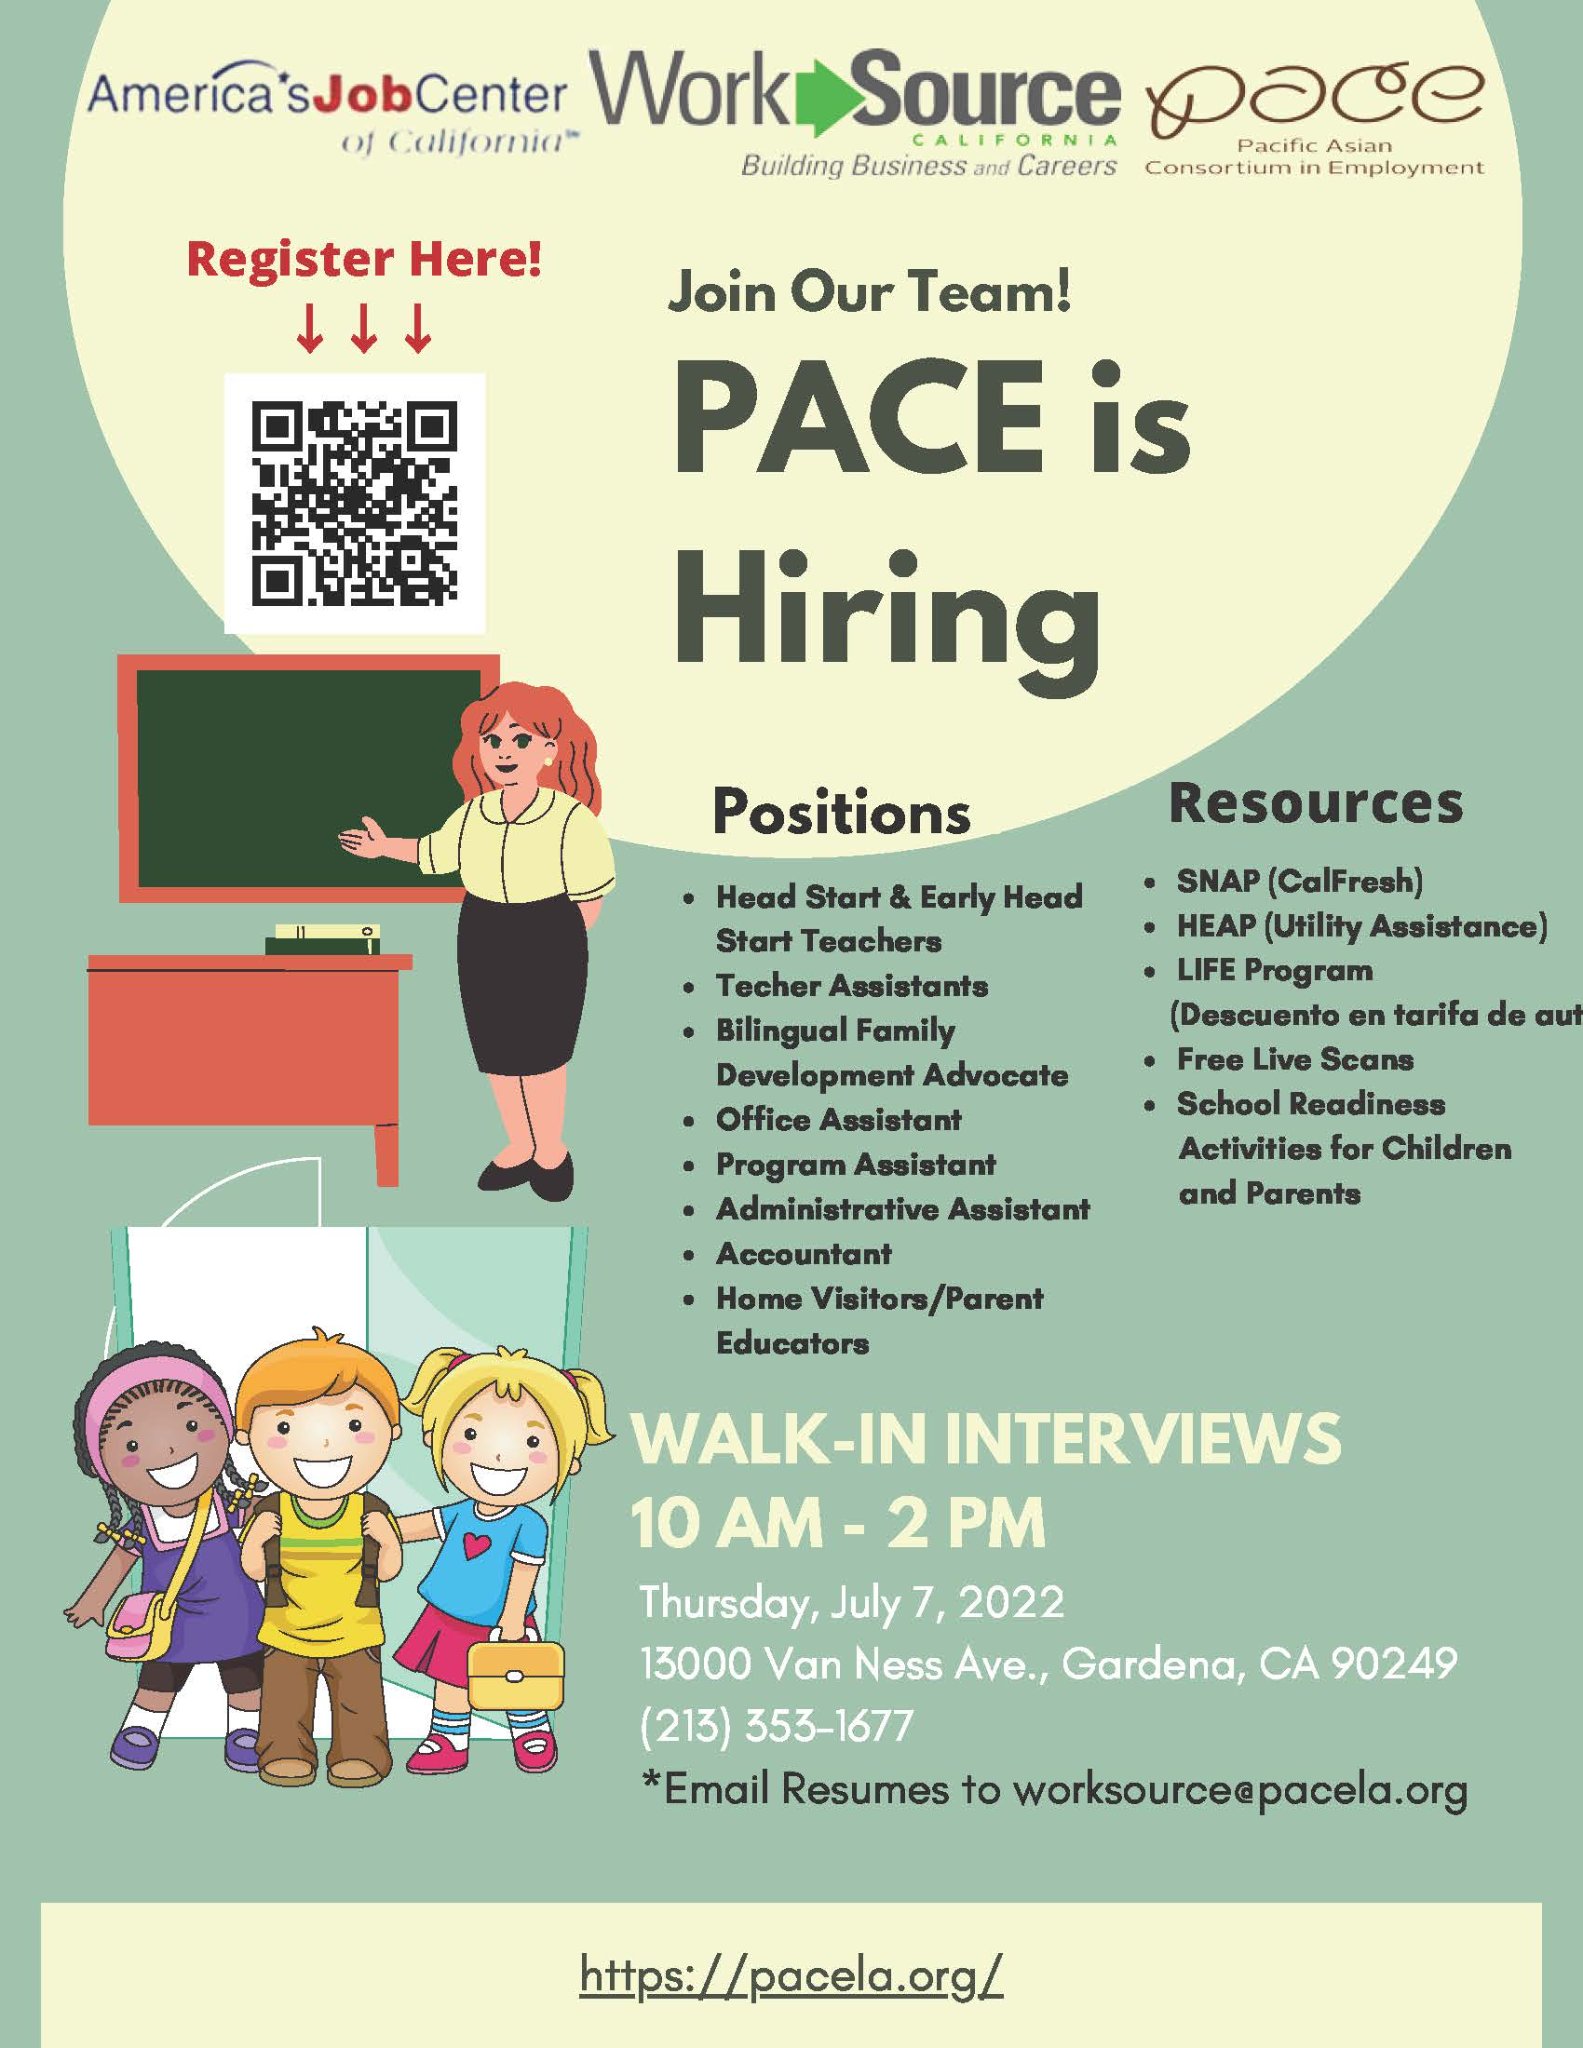 America'sJobCenter
of California℠
Work Source
CALIFORNIA
Building Business and Careers
pace
Pacific Asian
Consortium in Employment
Register Here!
↓ ↓ ↓
Join Our Team!
PACE is
Hiring
Positions
• Head Start & Early Head
Start Teachers
• Techer Assistants
• Bilingual Family
Development Advocate
• Office Assistant
• Program Assistant
• Administrative Assistant
• Accountant
• Home Visitors/Parent
Educators
Resources
• SNAP (CalFresh)
• HEAP (Utility Assistance)
• LIFE Program
(Descuento en tarifa de aut
• Free Live Scans
• School Readiness
Activities for Children
and Parents
WALK-IN INTERVIEWS
10 AM - 2 PM
Thursday, July 7, 2022
13000 Van Ness Ave., Gardena, CA 90249
(213) 353-1677
*Email Resumes to worksource@pacela.org
https://pacela.org/